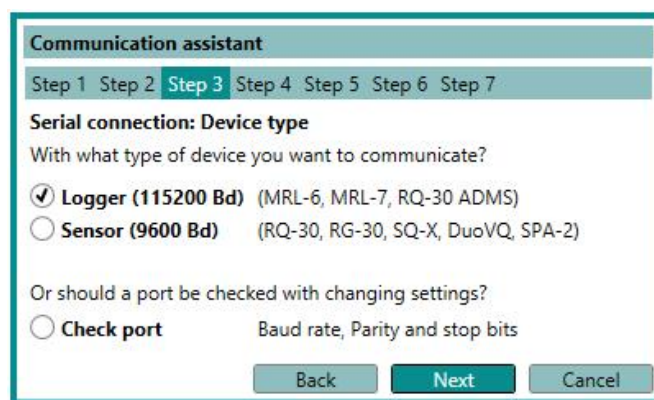 Communication assistant
Step 1 Step 2 Step 3 Step 4 Step 5 Step 6 Step 7
Serial connection: Device type
With what type of device you want to communicate?
Logger (115200 Bd) (MRL-6, MRL-7, RQ-30 ADMS)
Sensor (9600 Bd) (RQ-30, RG-30, SQ-X, DuoVQ, SPA-2)
Or should a port be checked with changing settings?
Check port Baud rate, Parity and stop bits
Back Next Cancel